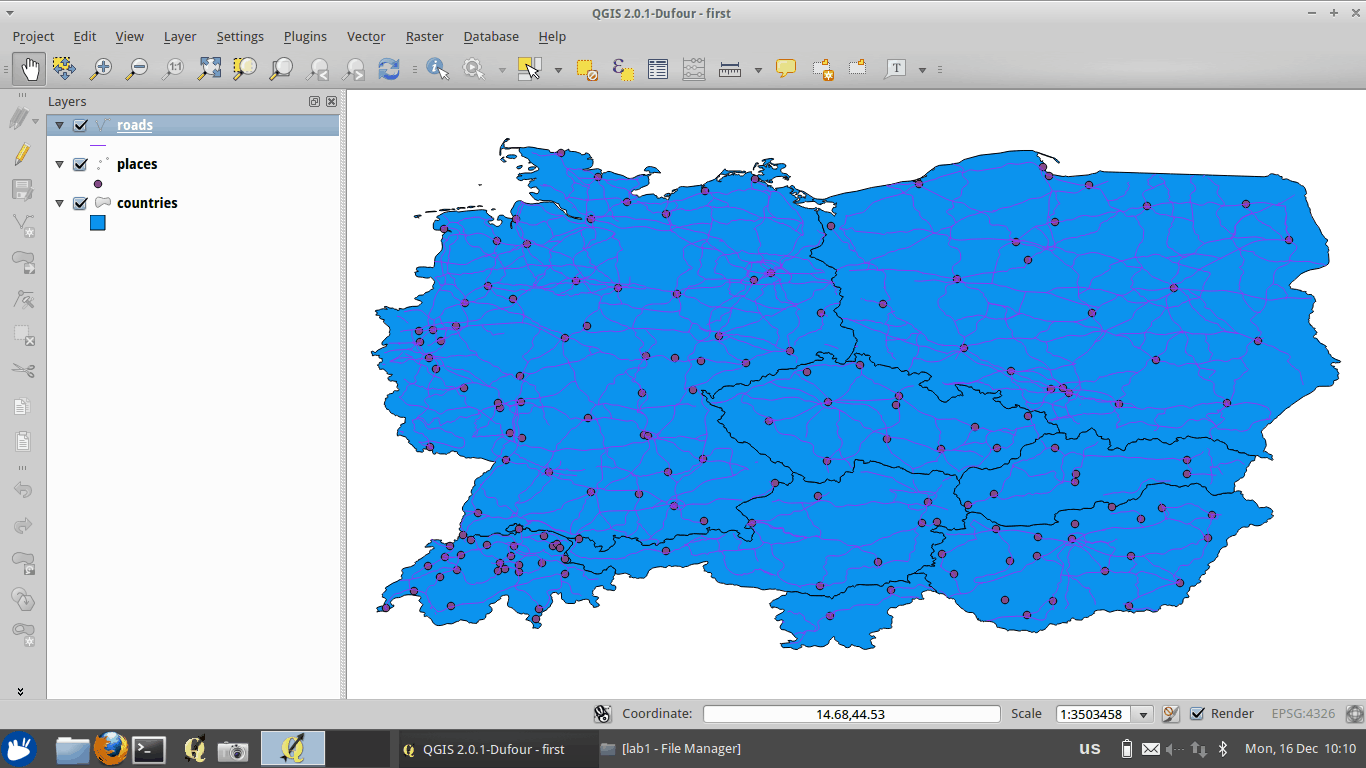 QGIS 2.0.1-Dufour - first
Project Edit View Layer Settings Plugins Vector Raster Database Help
1:1
T
Layers
roads
places
countries
Coordinate: 14.68,44.53 Scale 1:3503458 Render EPSG:4326
QGIS 2.0.1-Dufour - first [lab1 - File Manager] us Mon, 16 Dec 10:10